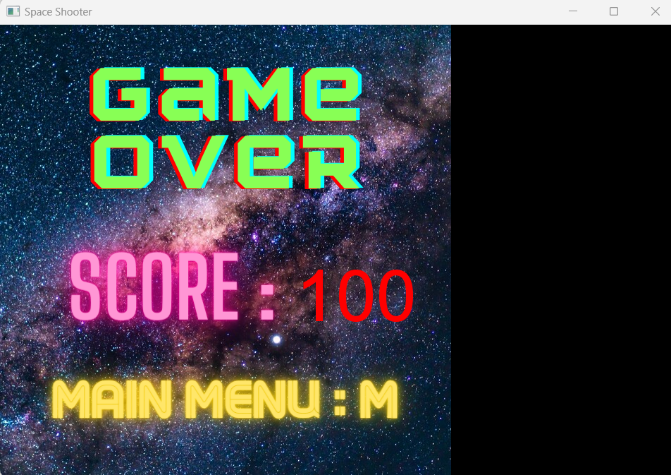 Space Shooter
GAME
OVER
SCORE : 100
MAIN MENU : M